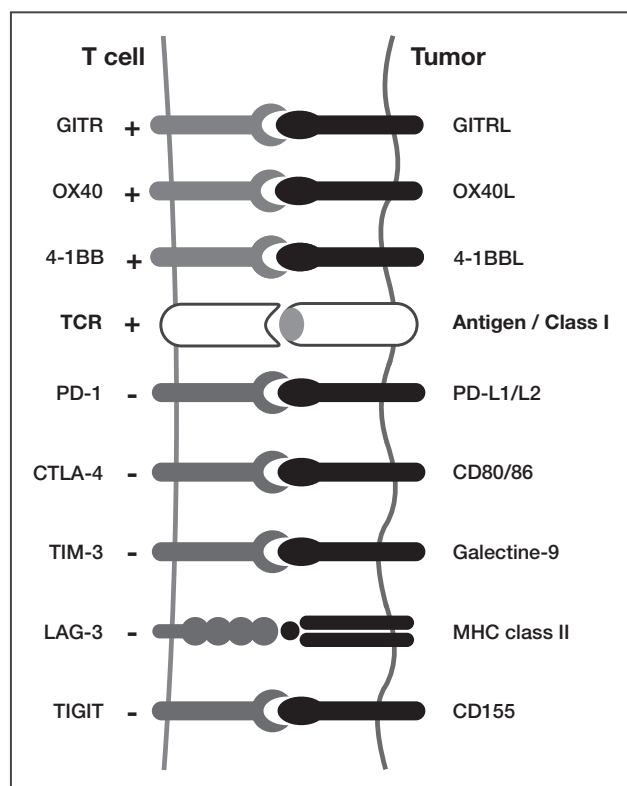 T cell Tumor
GITR + GITRL
OX40 + OX40L
4-1BB + 4-1BBL
TCR + Antigen / Class I
PD-1 - PD-L1/L2
CTLA-4 - CD80/86
TIM-3 - Galectine-9
LAG-3 - MHC class II
TIGIT - CD155